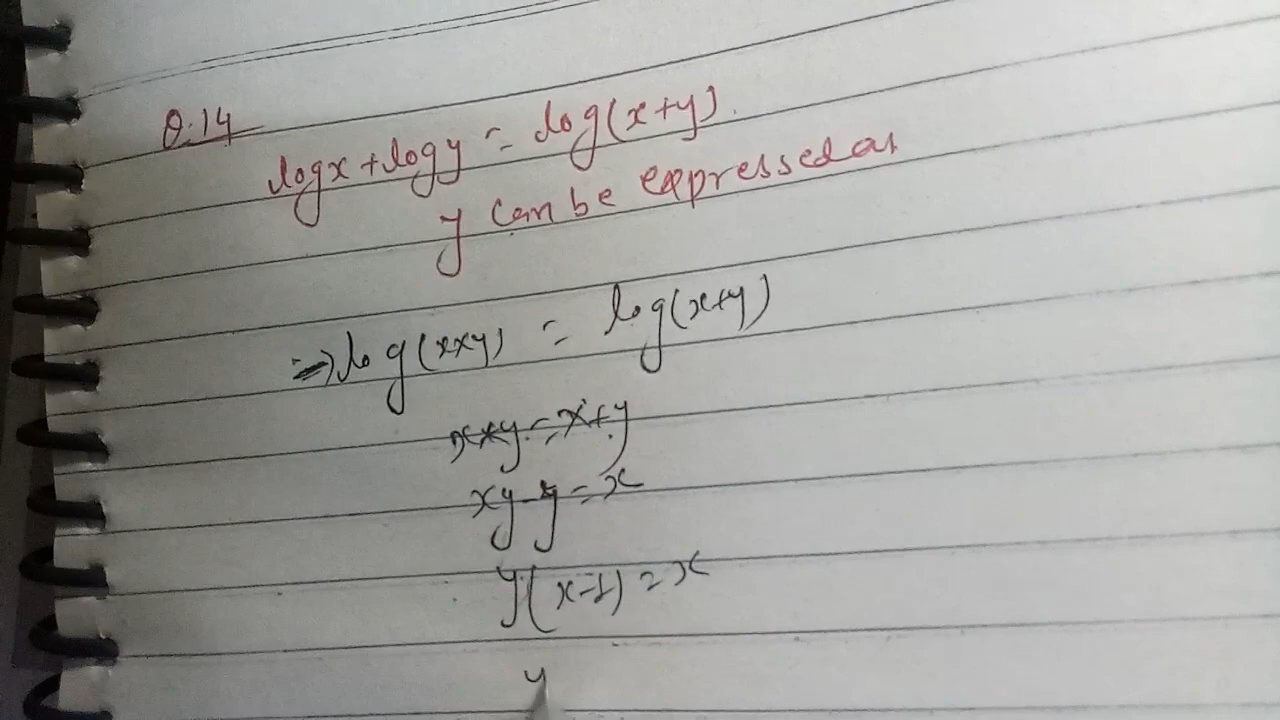 Q.14
log x + log y = log(x+y).
y can be expressed as
⇒ log(x×y) = log(x+y)
x×y = x+y
xy-y = x
y(x-1) = x
y